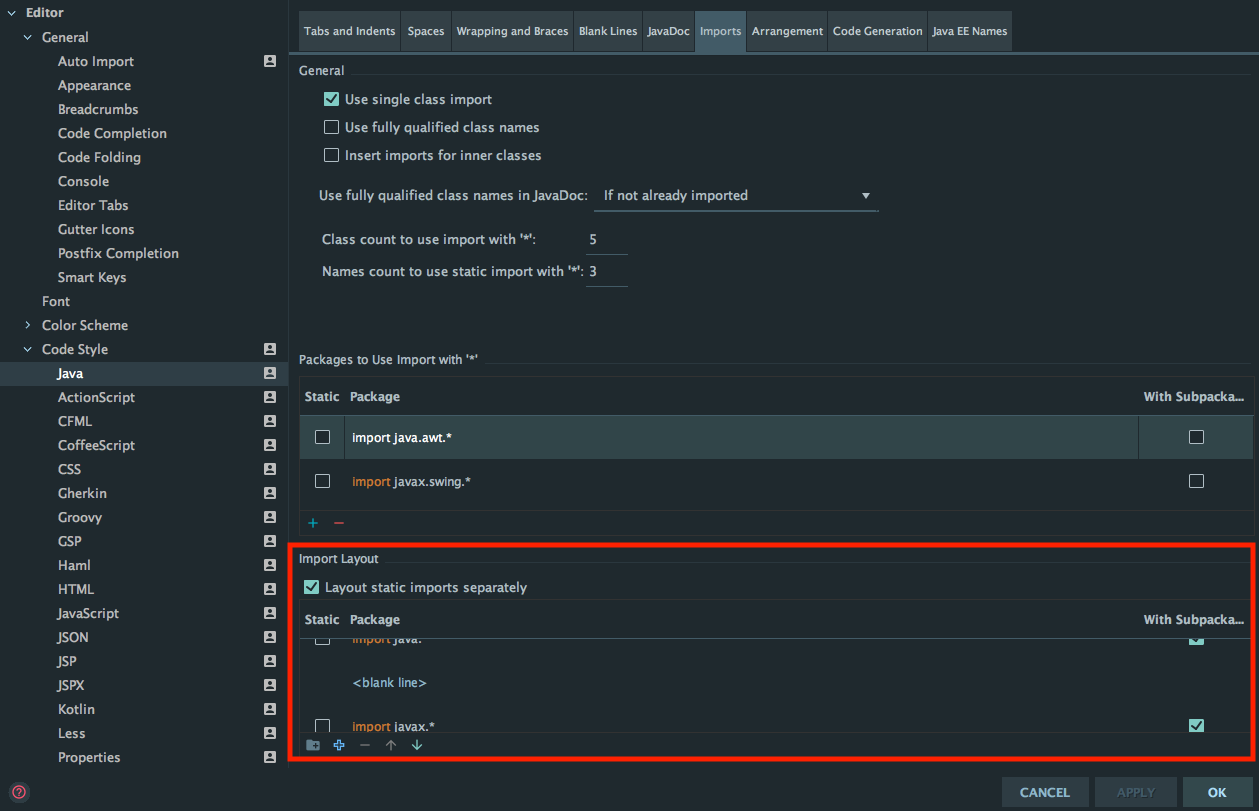 Editor
General
Auto Import
Appearance
Breadcrumbs
Code Completion
Code Folding
Console
Editor Tabs
Gutter Icons
Postfix Completion
Smart Keys
Font
Color Scheme
Code Style
Java
ActionScript
CFML
CoffeeScript
CSS
Gherkin
Groovy
GSP
Haml
HTML
JavaScript
JSON
JSP
JSPX
Kotlin
Less
Properties
Tabs and Indents Spaces Wrapping and Braces Blank Lines JavaDoc Imports Arrangement Code Generation Java EE Names
General
Use single class import
Use fully qualified class names
Insert imports for inner classes
Use fully qualified class names in JavaDoc: If not already imported
Class count to use import with '*': 5
Names count to use static import with '*': 3
Packages to Use Import with '*'
Static Package With Subpacka...
import java.awt.*
import javax.swing.*
Import Layout
Layout static imports separately
Static Package With Subpacka...
import java.
<blank line>
import javax.*
CANCEL APPLY OK